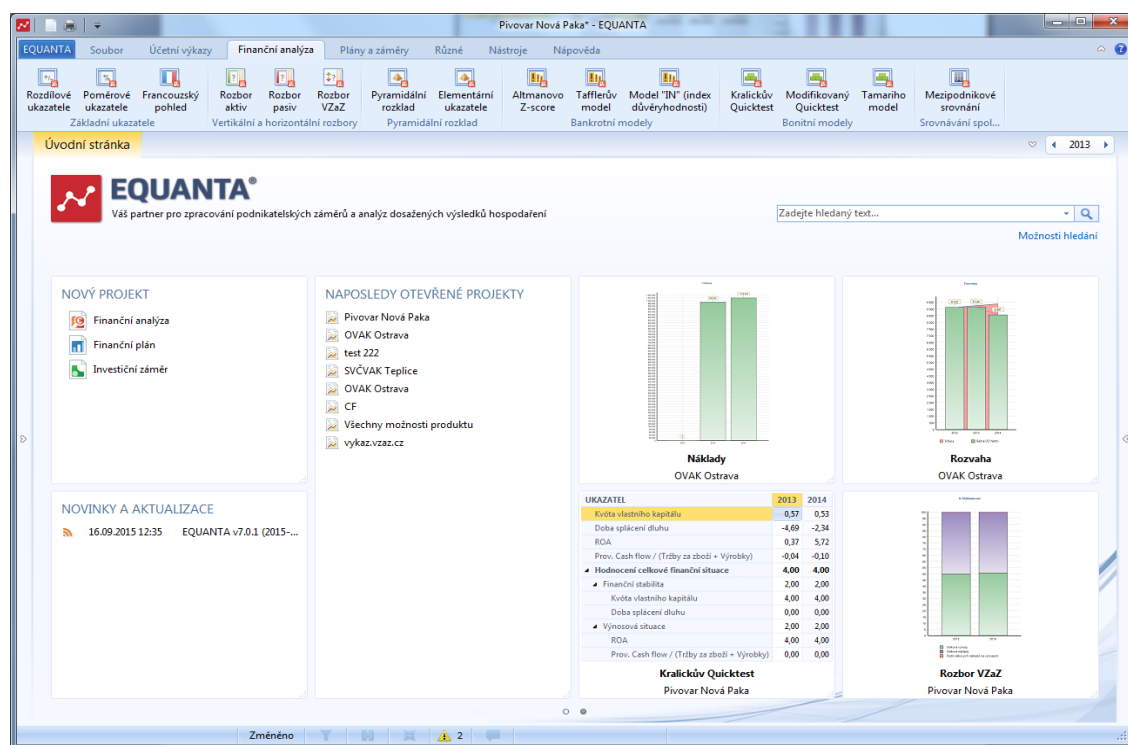 Pivovar Nová Paka* - EQUANTA
EQUANTA Soubor Účetní výkazy Finanční analýza Plány a záměry Různé Nástroje Nápověda
Rozdílové ukazatele
Poměrové ukazatele
Francouzský pohled
Základní ukazatele
Rozbor aktiv
Rozbor pasiv
Rozbor VZaZ
Vertikální a horizontální rozbory
Pyramidální rozklad
Elementární ukazatele
Pyramidální rozklad
Altmanovo Z-score
Tafflerův model
Model "IN" (index důvěryhodnosti)
Bankrotní modely
Kralickův Quicktest
Modifikovaný Quicktest
Tamariho model
Bonitní modely
Mezipodnikové srovnání
Srovnávání spol...
Úvodní stránka
2013
EQUANTA®
Váš partner pro zpracování podnikatelských záměrů a analýz dosažených výsledků hospodaření
Zadejte hledaný text...
Možnosti hledání
NOVÝ PROJEKT
Finanční analýza
Finanční plán
Investiční záměr
NAPOSLEDY OTEVŘENÉ PROJEKTY
Pivovar Nová Paka
OVAK Ostrava
test 222
SVČVAK Teplice
OVAK Ostrava
CF
Všechny možnosti produktu
vykaz.vzaz.cz
Náklady
OVAK Ostrava
Rozvaha
OVAK Ostrava
NOVINKY A AKTUALIZACE
16.09.2015 12:35 EQUANTA v7.0.1 (2015-...
UKAZATEL 2013 2014
Kvóta vlastního kapitálu 0,57 0,53
Doba splácení dluhu -4,69 -2,34
ROA 0,37 5,72
Prov. Cash flow / (Tržby za zboží + Výrobky) -0,04 -0,10
Hodnocení celkové finanční situace 4,00 4,00
Finanční stabilita 2,00 2,00
Kvóta vlastního kapitálu 4,00 4,00
Doba splácení dluhu 0,00 0,00
Výnosová situace 2,00 2,00
ROA 4,00 4,00
Prov. Cash flow / (Tržby za zboží + Výrobky) 0,00 0,00
Kralickův Quicktest
Pivovar Nová Paka
Rozbor VZaZ
Pivovar Nová Paka
Změněno
2